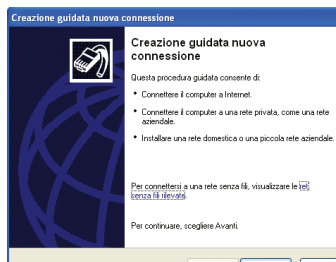 Creazione guidata nuova connessione
Creazione guidata nuova
connessione
Questa procedura guidata consente di:
• Connettere il computer a Internet.
• Connettere il computer a una rete privata, come una rete
aziendale.
• Installare una rete domestica o una piccola rete aziendale.
Per connettersi a una rete senza fili, visualizzare le reti
senza fili rilevate.
Per continuare, scegliere Avanti.